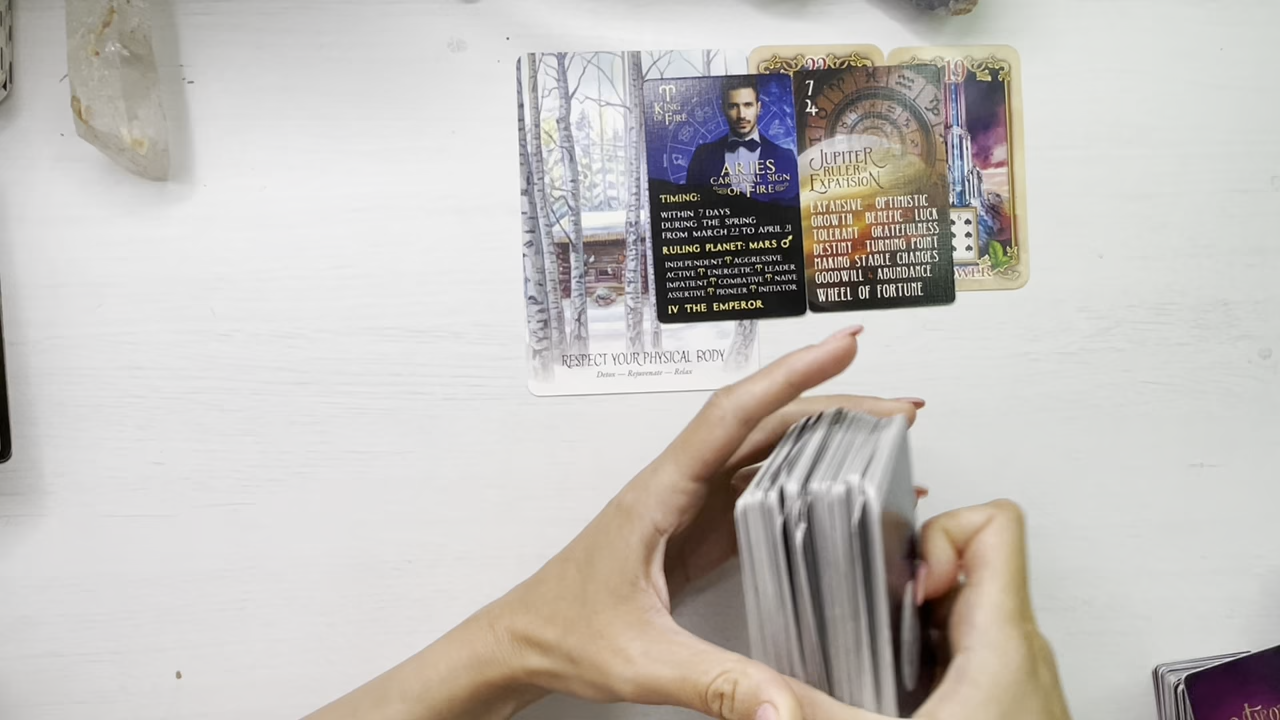 22
19
♈
KING
OF FIRE
ARIES
CARDINAL SIGN
OF FIRE
TIMING:
WITHIN 7 DAYS
DURING THE SPRING
FROM MARCH 22 TO APRIL 21
RULING PLANET: MARS ♂
INDEPENDENT ♈ AGGRESSIVE
ACTIVE ♈ ENERGETIC ♈ LEADER
IMPATIENT ♈ COMBATIVE ♈ NAIVE
ASSERTIVE ♈ PIONEER ♈ INITIATOR
IV THE EMPEROR
7
♃
JUPITER
RULER OF
EXPANSION
EXPANSIVE OPTIMISTIC
GROWTH BENEFIC LUCK
TOLERANT GRATEFULNESS
DESTINY TURNING POINT
MAKING STABLE CHANGES
GOODWILL ♃ ABUNDANCE
WHEEL OF FORTUNE
6
WER
RESPECT YOUR PHYSICAL BODY
Detox — Rejuvenate — Relax